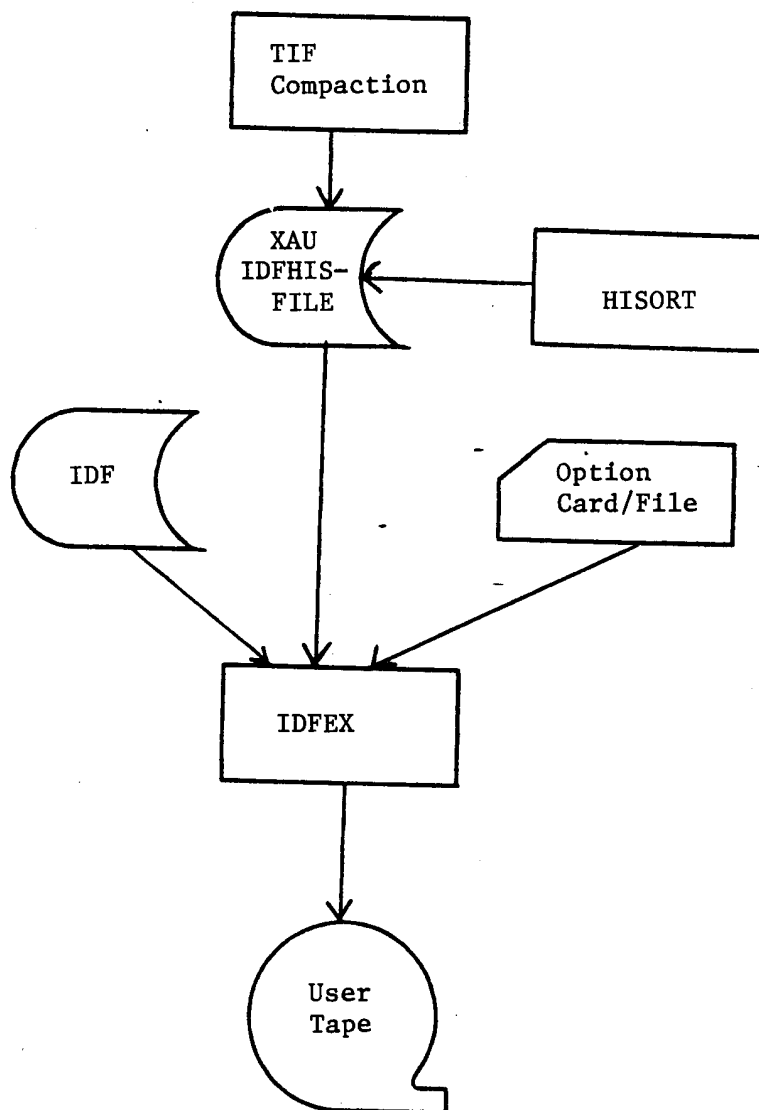 TIF
Compaction
XAU
IDFHIS-
FILE
HISORT
IDF
Option
Card/File
IDFEX
User
Tape